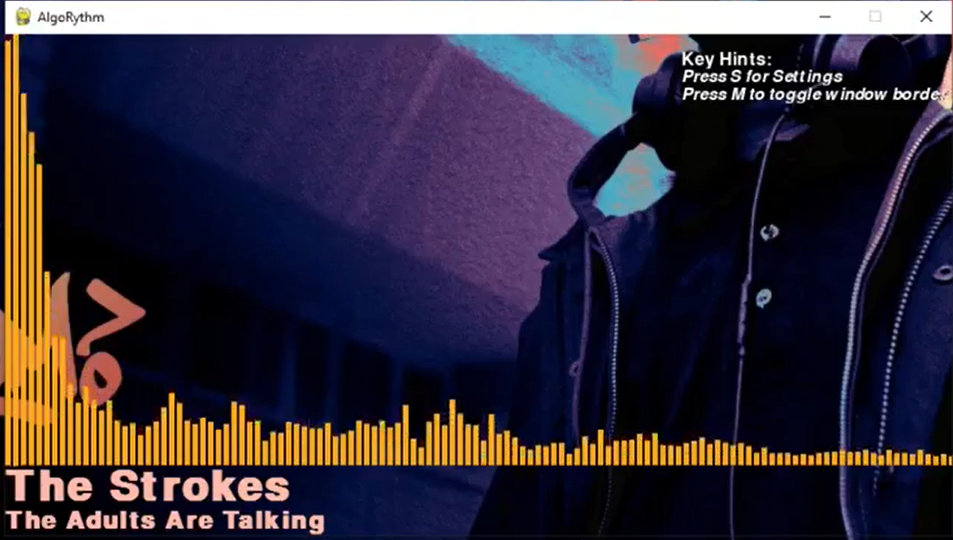 AlgoRythm
Key Hints:
Press S for Settings
Press M to toggle window border
The Strokes
The Adults Are Talking